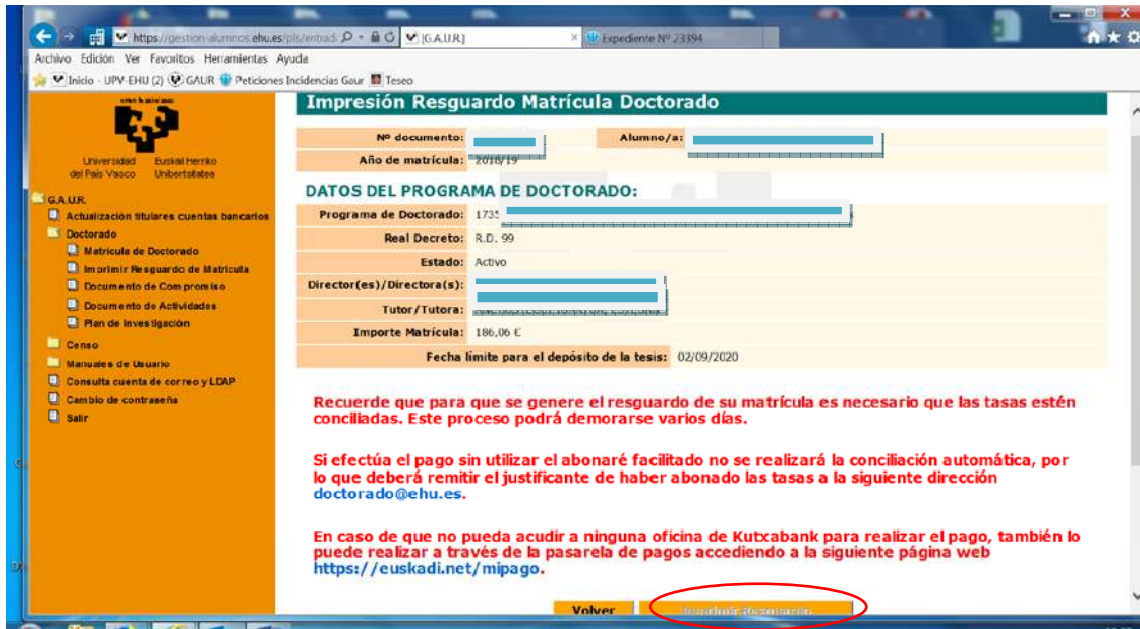 https://gestion-alumnos.ehu.es/pls/entrad
[G.A.U.R.]
Expediente Nº 23394
Archivo Edición Ver Favoritos Herramientas Ayuda
Inicio - UPV-EHU (2) GAUR Peticiones Incidencias Gaur Teseo
Universidad del País Vasco
Euskal Herriko Unibertsitatea
G.A.U.R.
Actualización titulares cuentas bancarios
Doctorado
Matrícula de Doctorado
Imprimir Resguardo de Matrícula
Documento de Compromiso
Documento de Actividades
Plan de Investigación
Censo
Manuales de Usuario
Consulta cuenta de correo y LDAP
Cambio de contraseña
Salir
Impresión Resguardo Matrícula Doctorado
Nº documento:
Alumno/a:
Año de matrícula: 2018/19
DATOS DEL PROGRAMA DE DOCTORADO:
Programa de Doctorado: 173
Real Decreto: R.D. 99
Estado: Activo
Director(es)/Directora(s):
Tutor/Tutora:
Importe Matrícula: 186,06 €
Fecha límite para el depósito de la tesis: 02/09/2020
Recuerde que para que se genere el resguardo de su matrícula es necesario que las tasas estén
conciliadas. Este proceso podrá demorarse varios días.
Si efectúa el pago sin utilizar el abonaré facilitado no se realizará la conciliación automática, por
lo que deberá remitir el justificante de haber abonado las tasas a la siguiente dirección
doctorado@ehu.es.
En caso de que no pueda acudir a ninguna oficina de Kutxabank para realizar el pago, también lo
puede realizar a través de la pasarela de pagos accediendo a la siguiente página web
https://euskadi.net/mipago.
Volver
Imprimir Resguardo